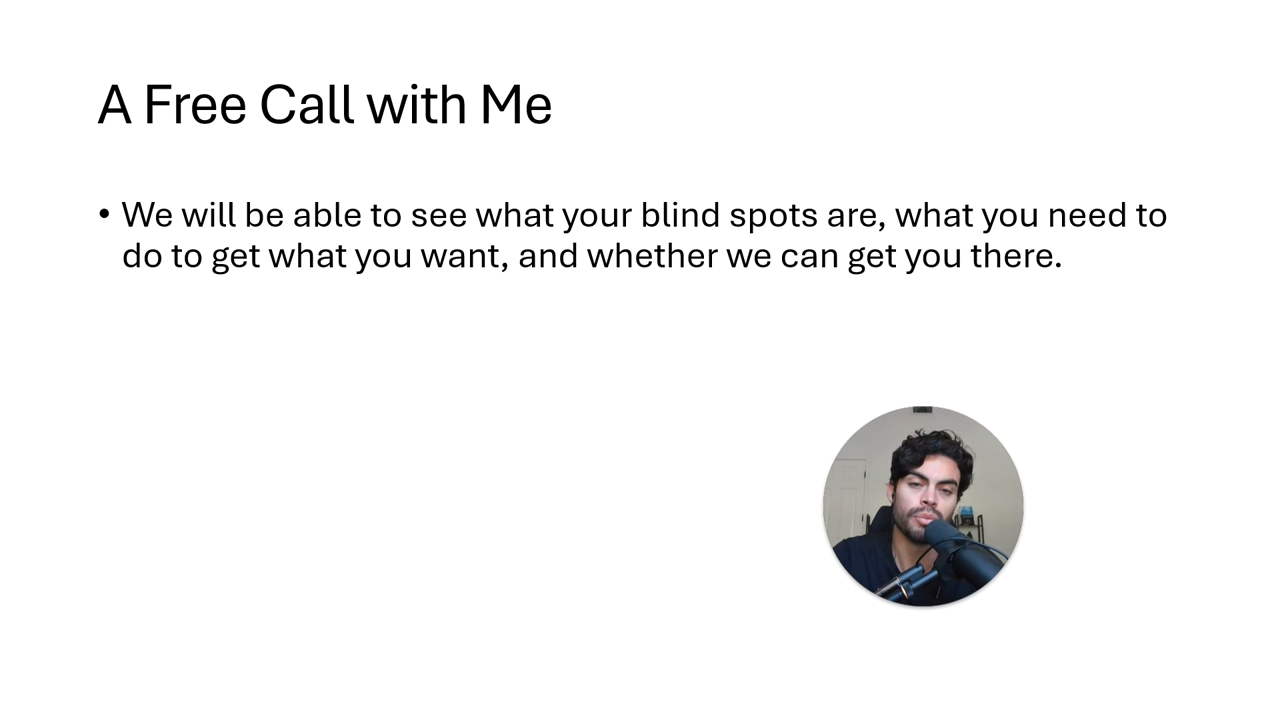 A Free Call with Me
• We will be able to see what your blind spots are, what you need to
do to get what you want, and whether we can get you there.